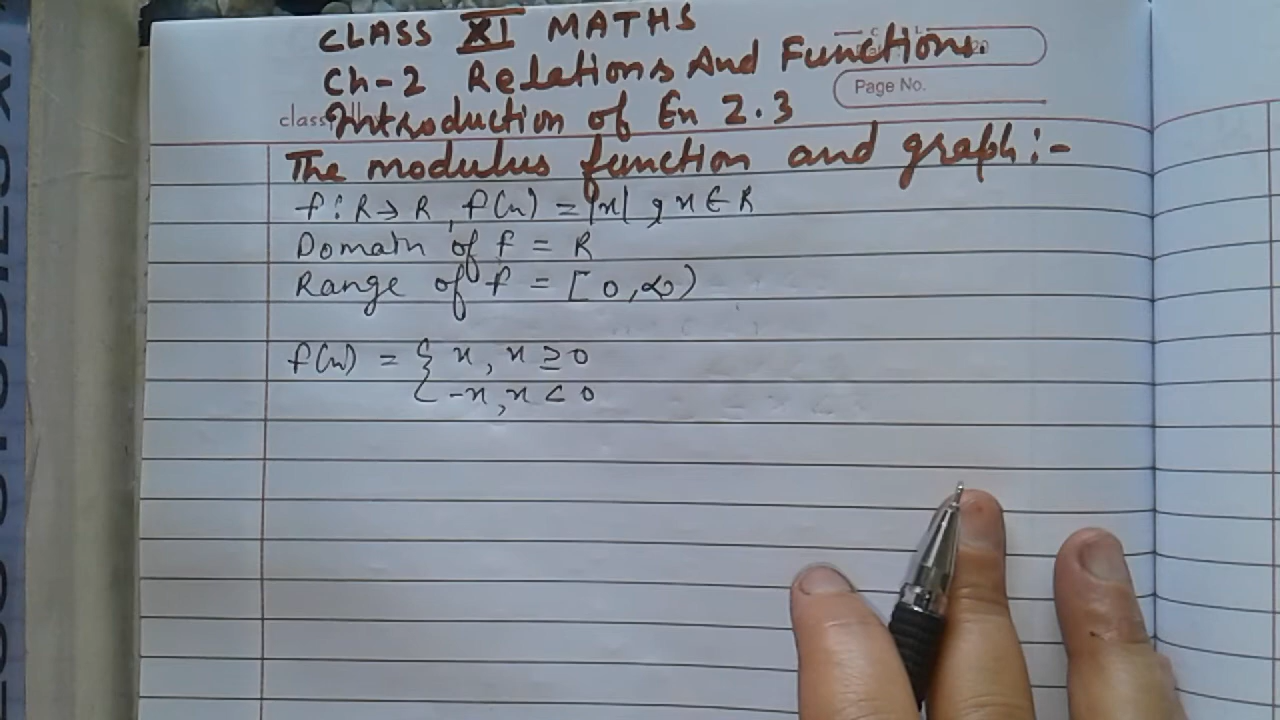 CLASS XI MATHS
Ch-2 Relations And Functions.
Page No.
Introduction of Ex 2.3
The modulus function and graph:-
f: R→ R, f(x) = |x|, x ∈ R
Domain of f = R
Range of f = [0,∞)
f(x) = { x, x ≥ 0
-x, x < 0